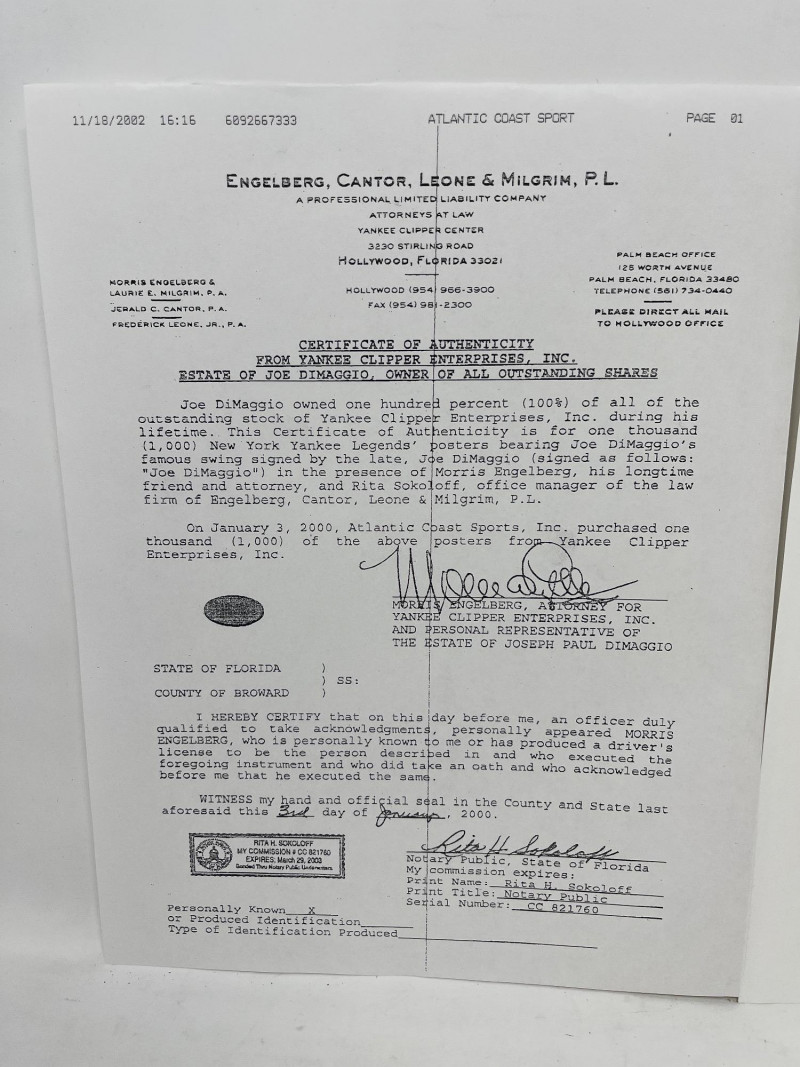 11/18/2002 16:16 6092667333 ATLANTIC COAST SPORT PAGE 01
ENGELBERG, CANTOR, LEONE & MILGRIM, P.L.
A PROFESSIONAL LIMITED LIABILITY COMPANY
ATTORNEYS AT LAW
YANKEE CLIPPER CENTER
3230 STIRLING ROAD
HOLLYWOOD, FLORIDA 33021
HOLLYWOOD (954) 966-3900
FAX (954) 981-2300
MORRIS ENGELBERG &
LAURIE E. MILGRIM, P.A.
JERALD C. CANTOR, P.A.
FREDERICK LEONE, JR., P.A.
PALM BEACH OFFICE
125 WORTH AVENUE
PALM BEACH, FLORIDA 33480
TELEPHONE (561) 734-0440
PLEASE DIRECT ALL MAIL
TO HOLLYWOOD OFFICE
CERTIFICATE OF AUTHENTICITY
FROM YANKEE CLIPPER ENTERPRISES, INC.
ESTATE OF JOE DIMAGGIO, OWNER OF ALL OUTSTANDING SHARES
Joe DiMaggio owned one hundred percent (100%) of all of the
outstanding stock of Yankee Clipper Enterprises, Inc. during his
lifetime. This Certificate of Authenticity is for one thousand
(1,000) New York Yankee Legends' posters bearing Joe DiMaggio's
famous swing signed by the late, Joe DiMaggio (signed as follows:
"Joe DiMaggio") in the presence of Morris Engelberg, his longtime
friend and attorney, and Rita Sokoloff, office manager of the law
firm of Engelberg, Cantor, Leone & Milgrim, P.L.
On January 3, 2000, Atlantic Coast Sports, Inc. purchased one
thousand (1,000) of the above posters from Yankee Clipper
Enterprises, Inc.
MORRIS ENGELBERG, ATTORNEY FOR
YANKEE CLIPPER ENTERPRISES, INC.
AND PERSONAL REPRESENTATIVE OF
THE ESTATE OF JOSEPH PAUL DIMAGGIO
STATE OF FLORIDA )
) SS:
COUNTY OF BROWARD )
I HEREBY CERTIFY that on this day before me, an officer duly
qualified to take acknowledgments, personally appeared MORRIS
ENGELBERG, who is personally known to me or has produced a driver's
license to be the person described in and who executed the
foregoing instrument and who did take an oath and who acknowledged
before me that he executed the same.
WITNESS my hand and official seal in the County and State last
aforesaid this 3rd day of January, 2000.
RITA H. SOKOLOFF
MY COMMISSION # CC 821760
EXPIRES: March 29, 2003
Bonded Thru Notary Public Underwriters
Rita H Sokoloff
Notary Public, State of Florida
My commission expires:
Print Name: Rita H. Sokoloff
Print Title: Notary Public
Serial Number: CC 821760
Personally Known X
or Produced Identification
Type of Identification Produced